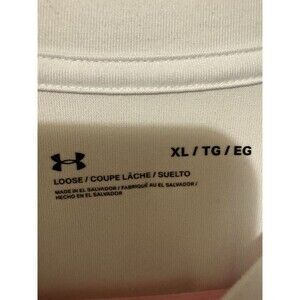 XL / TG / EG
LOOSE / COUPE LÂCHE / SUELTO
MADE IN EL SALVADOR / FABRIQUÉ AU EL SALVADOR /
HECHO EN EL SALVADOR